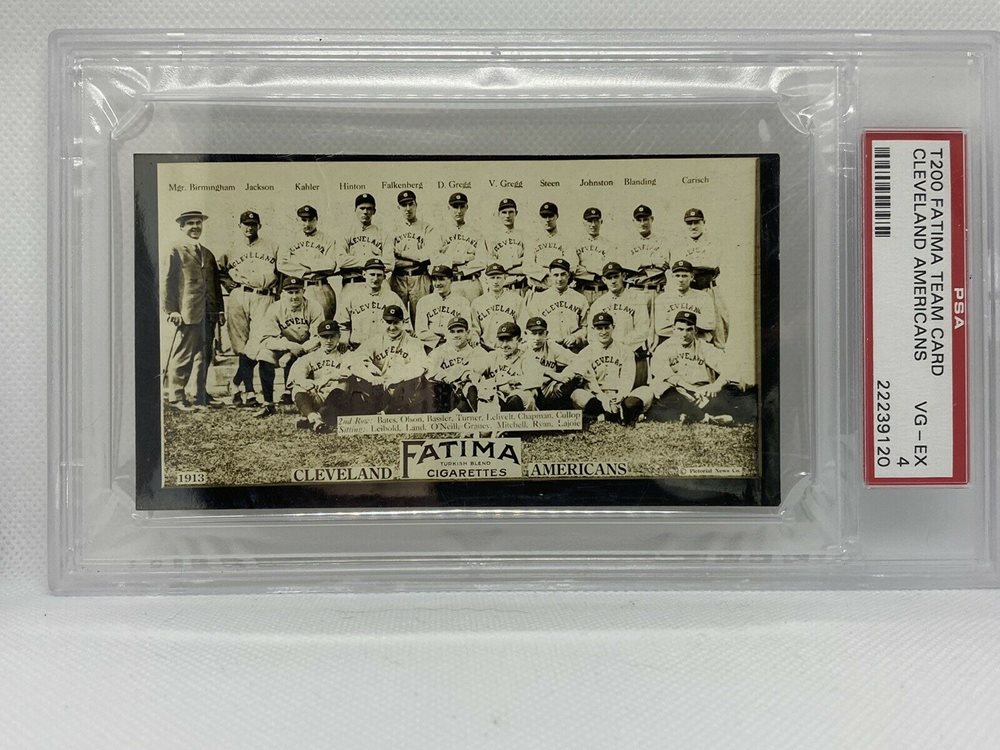 Mgr. Birmingham Jackson Kahler Hinton Falkenberg D. Gregg V. Gregg Steen Johnston Blanding Carisch
2nd Row: Bates, Olson, Bassler, Turner, Lelivelt, Chapman, Cullop
Sitting: Leibold, Land, O'Neill, Graney, Mitchell, Ryan, Lajoie
1913
CLEVELAND
FATIMA
TURKISH BLEND
CIGARETTES
AMERICANS
© Pictorial News Co.
T200 FATIMA TEAM CARD
CLEVELAND AMERICANS
VG-EX
4
22239120
PSA